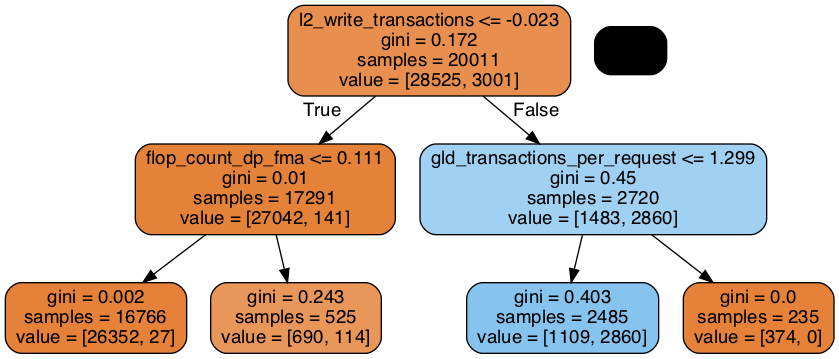 l2_write_transactions <= -0.023
gini = 0.172
samples = 20011
value = [28525, 3001]
True
False
flop_count_dp_fma <= 0.111
gini = 0.01
samples = 17291
value = [27042, 141]
gld_transactions_per_request <= 1.299
gini = 0.45
samples = 2720
value = [1483, 2860]
gini = 0.002
samples = 16766
value = [26352, 27]
gini = 0.243
samples = 525
value = [690, 114]
gini = 0.403
samples = 2485
value = [1109, 2860]
gini = 0.0
samples = 235
value = [374, 0]